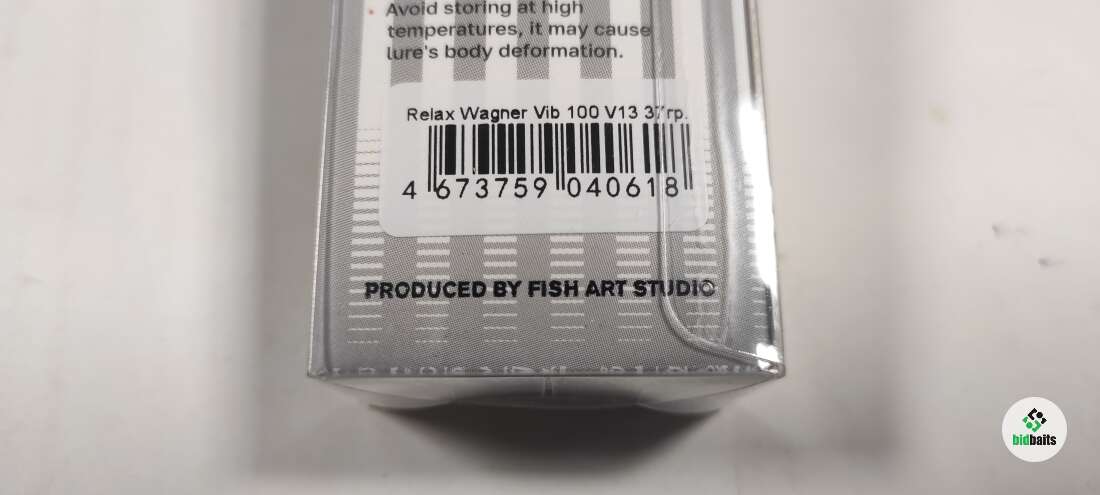 Avoid storing at high
temperatures, it may cause
lure's body deformation.
Relax Wagner Vib 100 V13 37гр.
4 673759 040618
PRODUCED BY FISH ART STUDIO
bidbaits